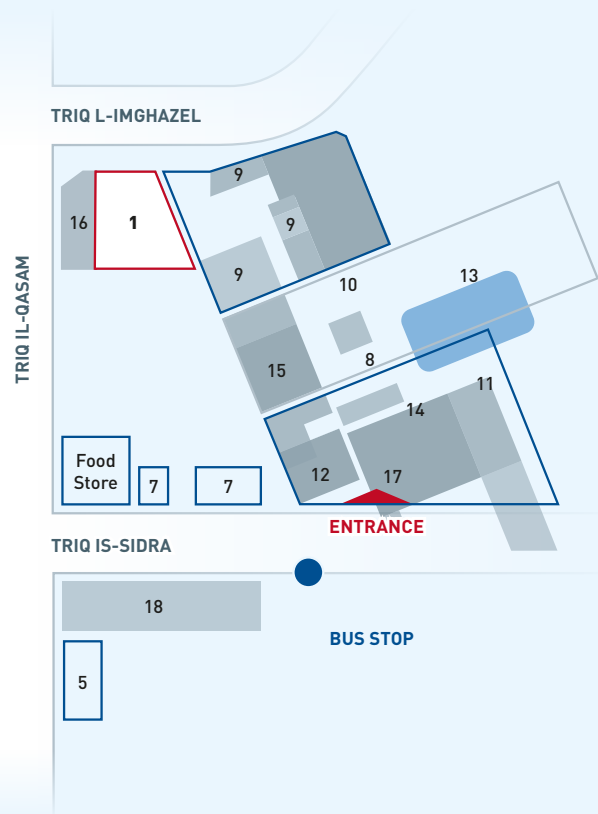 TRIQ L-IMGHAZEL
9
16
1
9
9
13
10
TRIQ IL-QASAM
8
15
11
14
Food
Store
12
17
7
7
ENTRANCE
TRIQ IS-SIDRA
18
BUS STOP
5